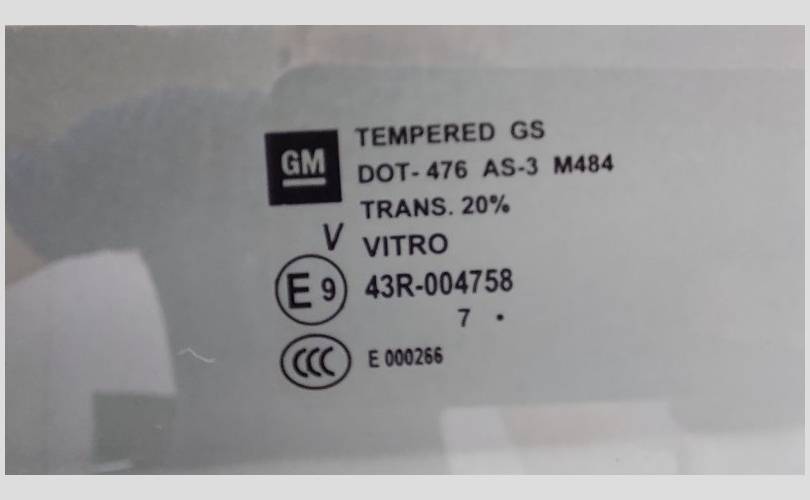 GM
TEMPERED GS
DOT-476 AS-3 M484
TRANS. 20%
V VITRO
E 9 43R-004758
7 •
CCC E 000266